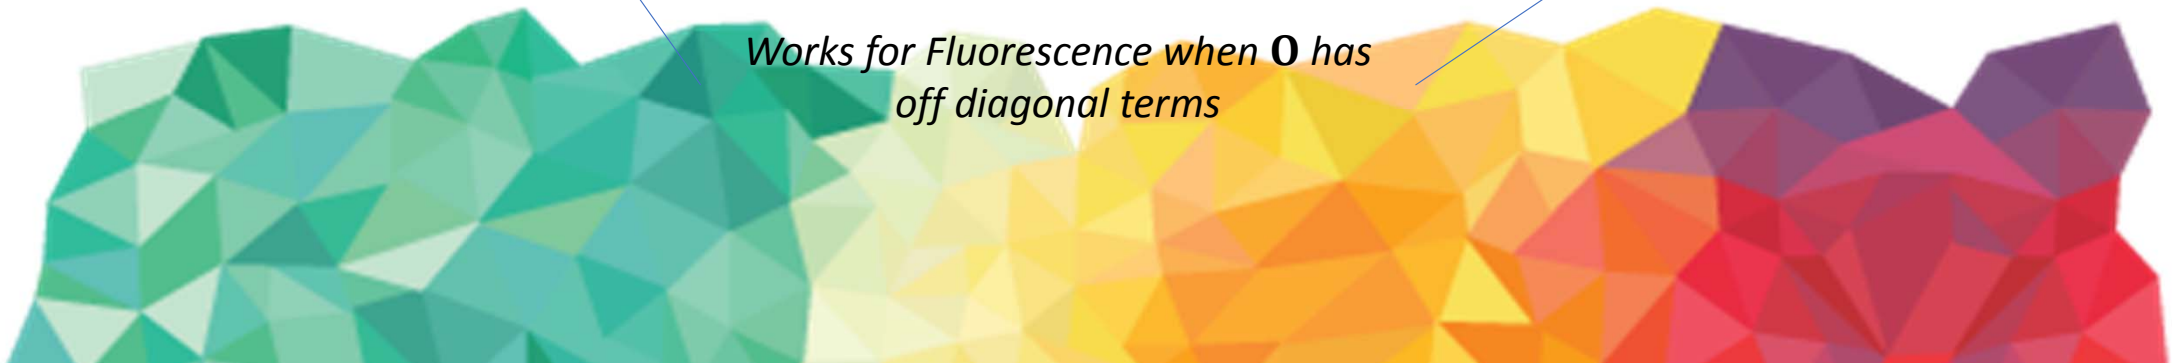 Works for Fluorescence when O has
off diagonal terms